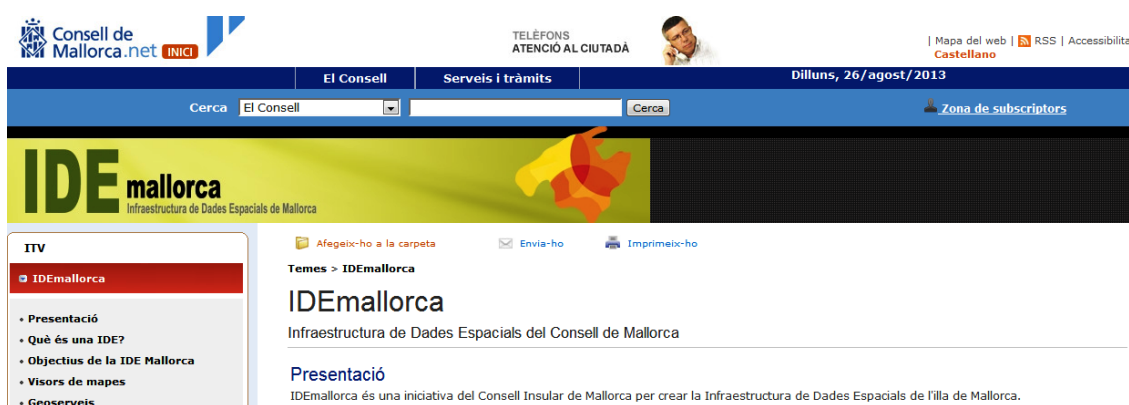 Consell de
Mallorca.net INICI
TELÈFONS
ATENCIÓ AL CIUTADÀ
| Mapa del web | RSS | Accessibilita
Castellano
El Consell Serveis i tràmits Dilluns, 26/agost/2013
Cerca El Consell Cerca Zona de subscriptors
IDE mallorca
Infraestructura de Dades Espacials de Mallorca
ITV
IDEmallorca
• Presentació
• Què és una IDE?
• Objectius de la IDE Mallorca
• Visors de mapes
• Geoserveis
Afegeix-ho a la carpeta Envia-ho Imprimeix-ho
Temes > IDEmallorca
IDEmallorca
Infraestructura de Dades Espacials del Consell de Mallorca
Presentació
IDEmallorca és una iniciativa del Consell Insular de Mallorca per crear la Infraestructura de Dades Espacials de l'illa de Mallorca.